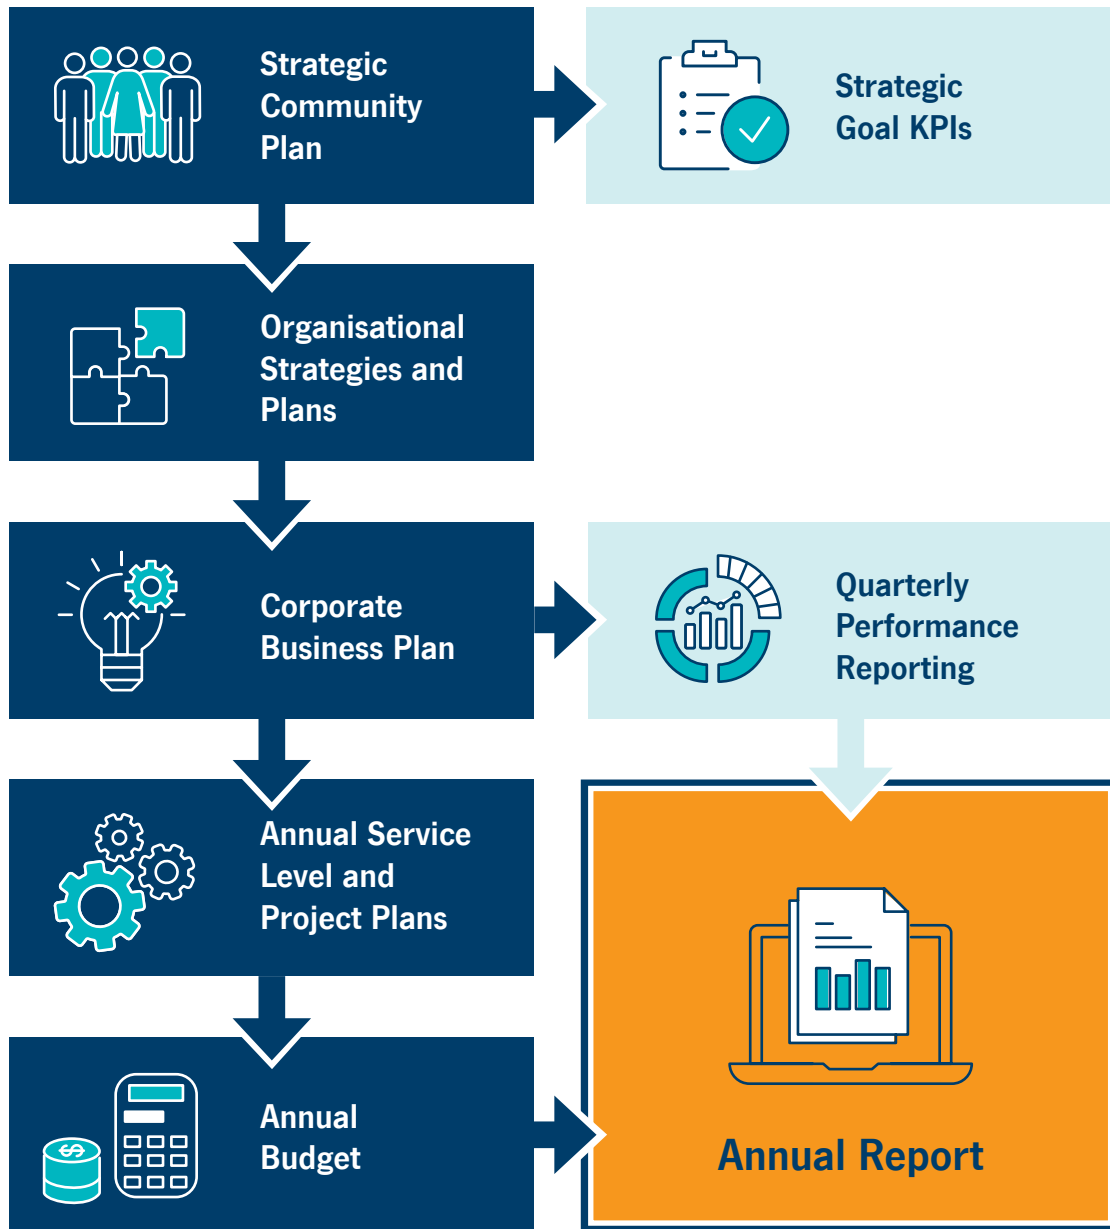 Strategic
Community
Plan
Strategic
Goal KPIs
Organisational
Strategies and
Plans
Corporate
Business Plan
Quarterly
Performance
Reporting
Annual Service
Level and
Project Plans
$
Annual
Budget
Annual Report